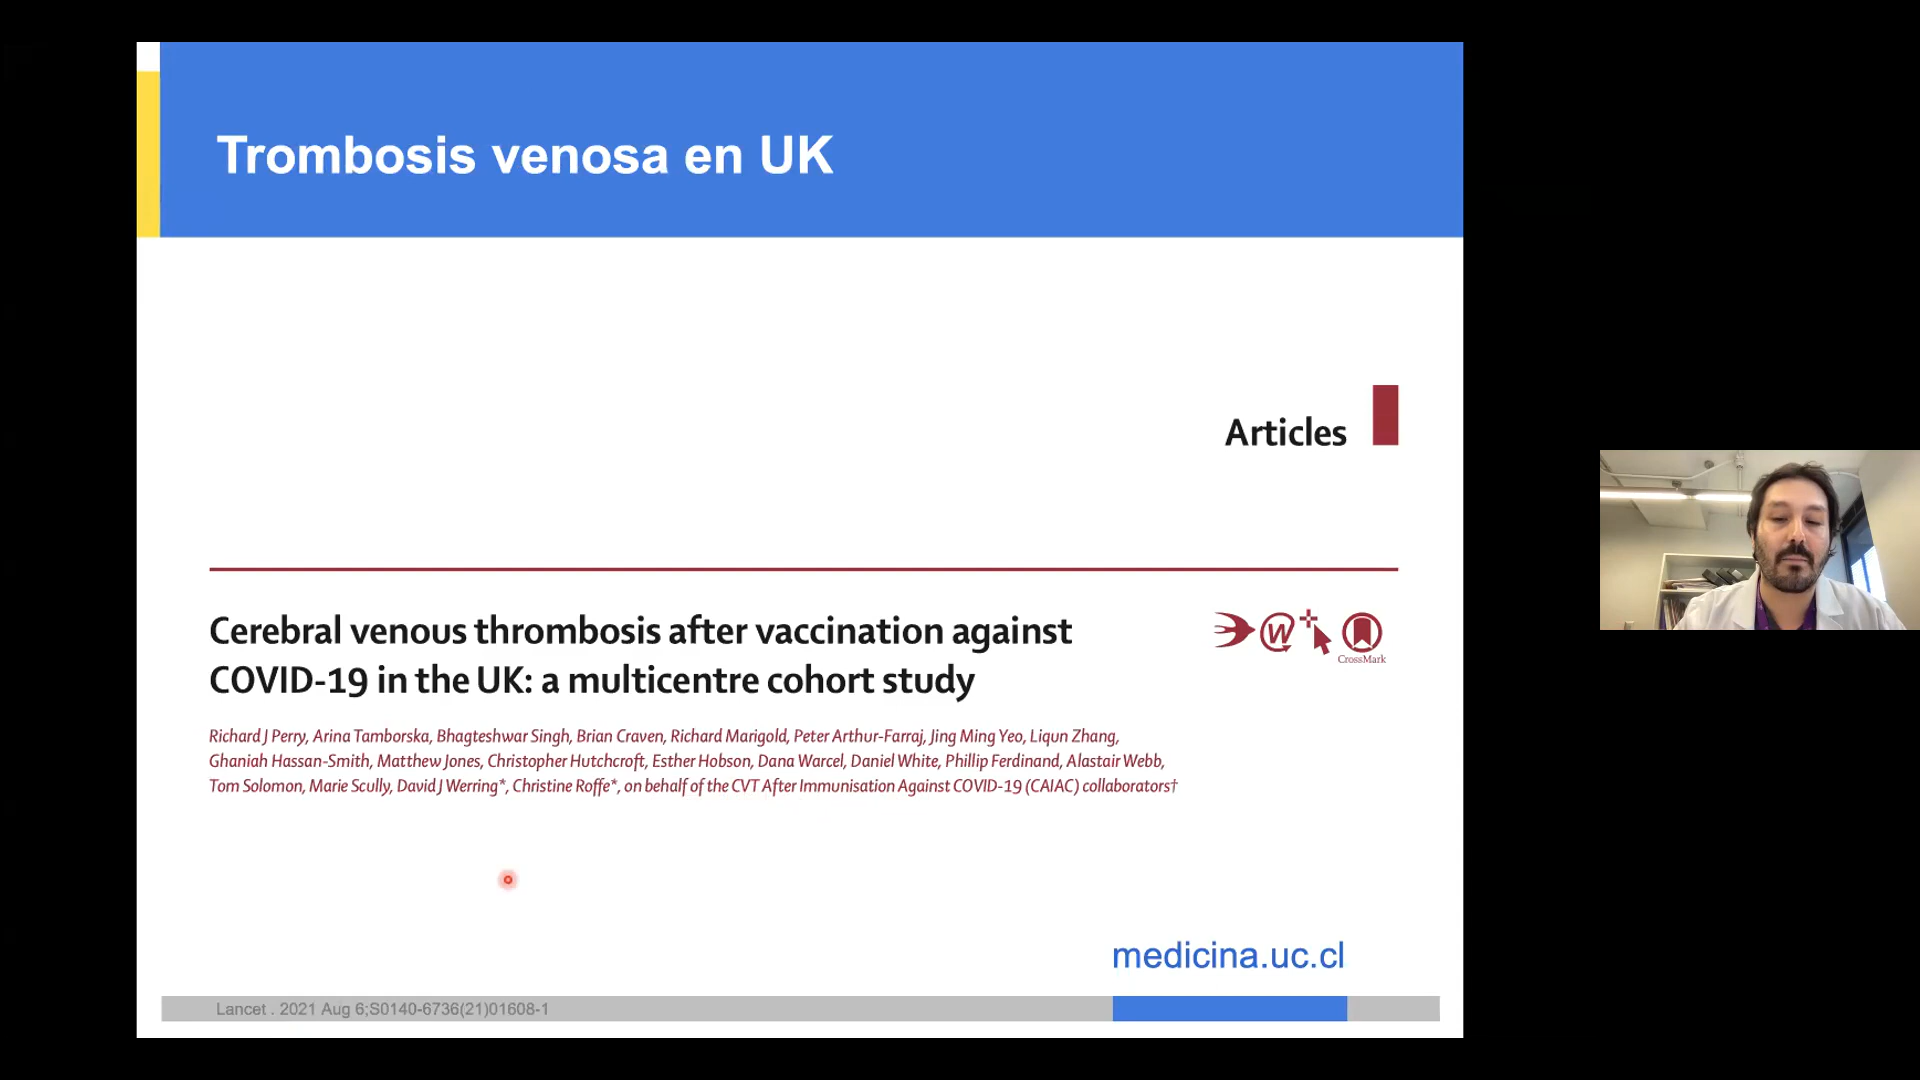 Trombosis venosa en UK
Articles
Cerebral venous thrombosis after vaccination against
COVID-19 in the UK: a multicentre cohort study
CrossMark
Richard J Perry, Arina Tamborska, Bhagteshwar Singh, Brian Craven, Richard Marigold, Peter Arthur-Farraj, Jing Ming Yeo, Liqun Zhang,
Ghaniah Hassan-Smith, Matthew Jones, Christopher Hutchcroft, Esther Hobson, Dana Warcel, Daniel White, Phillip Ferdinand, Alastair Webb,
Tom Solomon, Marie Scully, David J Werring*, Christine Roffe*, on behalf of the CVT After Immunisation Against COVID-19 (CAIAC) collaborators†
medicina.uc.cl
Lancet . 2021 Aug 6;S0140-6736(21)01608-1